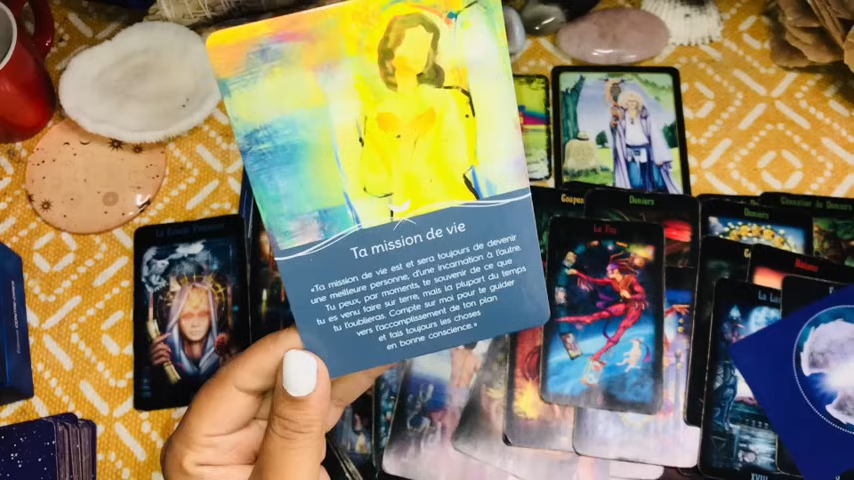 Ta mission de vie
«Ta mission de vie est et sera toujours de devenir
une meilleure personne, d'une incarnation à l'autre.
Tu peux, par moments, te souvenir de ce que
tu es venu faire sur terre, mais la plupart du temps
tu l'oublieras. Compte sur moi pour te guider
vers l'accomplissement de ton plan
et fais toujours les choses
en bonne conscience.»
Coupes
Deniers
Deniers
Le Fou
La Lu
XVIII